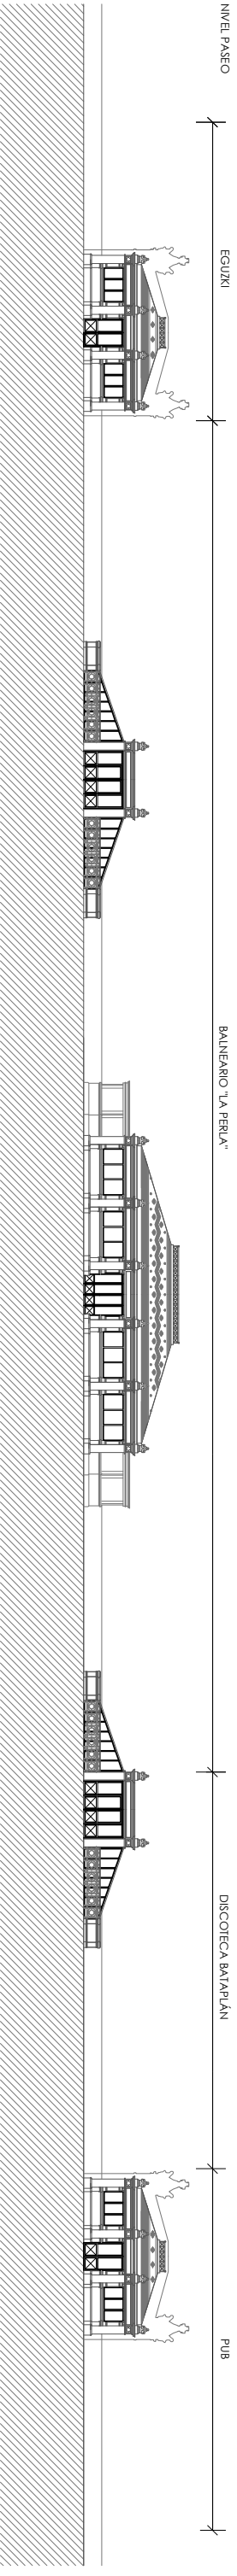 NIVEL PASEO
EGUZKI
BALNEARIO "LA PERLA"
DISCOTECA BATAPLÁN
PUB